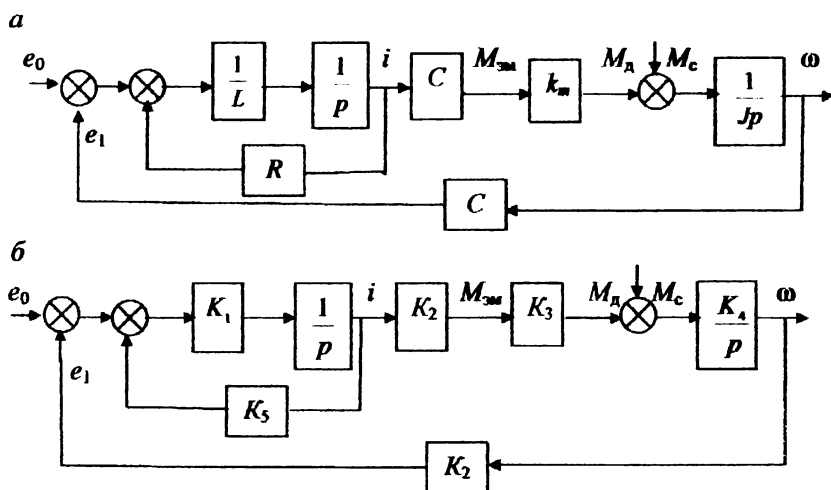 а
e₀ 1/L 1/p i C Mэм kт Mд Mс 1/Jp ω
e₁
R
C
б
e₀ K₁ 1/p i K₂ Mэм K₃ Mд Mс K₄/p ω
e₁
K₅
K₂